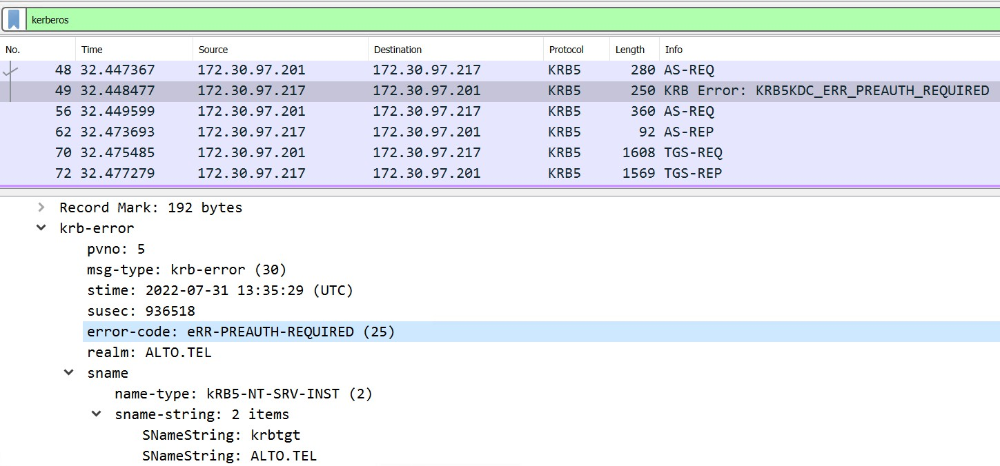 kerberos
No. Time Source Destination Protocol Length Info
48 32.447367 172.30.97.201 172.30.97.217 KRB5 280 AS-REQ
49 32.448477 172.30.97.217 172.30.97.201 KRB5 250 KRB Error: KRB5KDC_ERR_PREAUTH_REQUIRED
56 32.449599 172.30.97.201 172.30.97.217 KRB5 360 AS-REQ
62 32.473693 172.30.97.217 172.30.97.201 KRB5 92 AS-REP
70 32.475485 172.30.97.201 172.30.97.217 KRB5 1608 TGS-REQ
72 32.477279 172.30.97.217 172.30.97.201 KRB5 1569 TGS-REP
Record Mark: 192 bytes
krb-error
pvno: 5
msg-type: krb-error (30)
stime: 2022-07-31 13:35:29 (UTC)
susec: 936518
error-code: eRR-PREAUTH-REQUIRED (25)
realm: ALTO.TEL
sname
name-type: kRB5-NT-SRV-INST (2)
sname-string: 2 items
SNameString: krbtgt
SNameString: ALTO.TEL